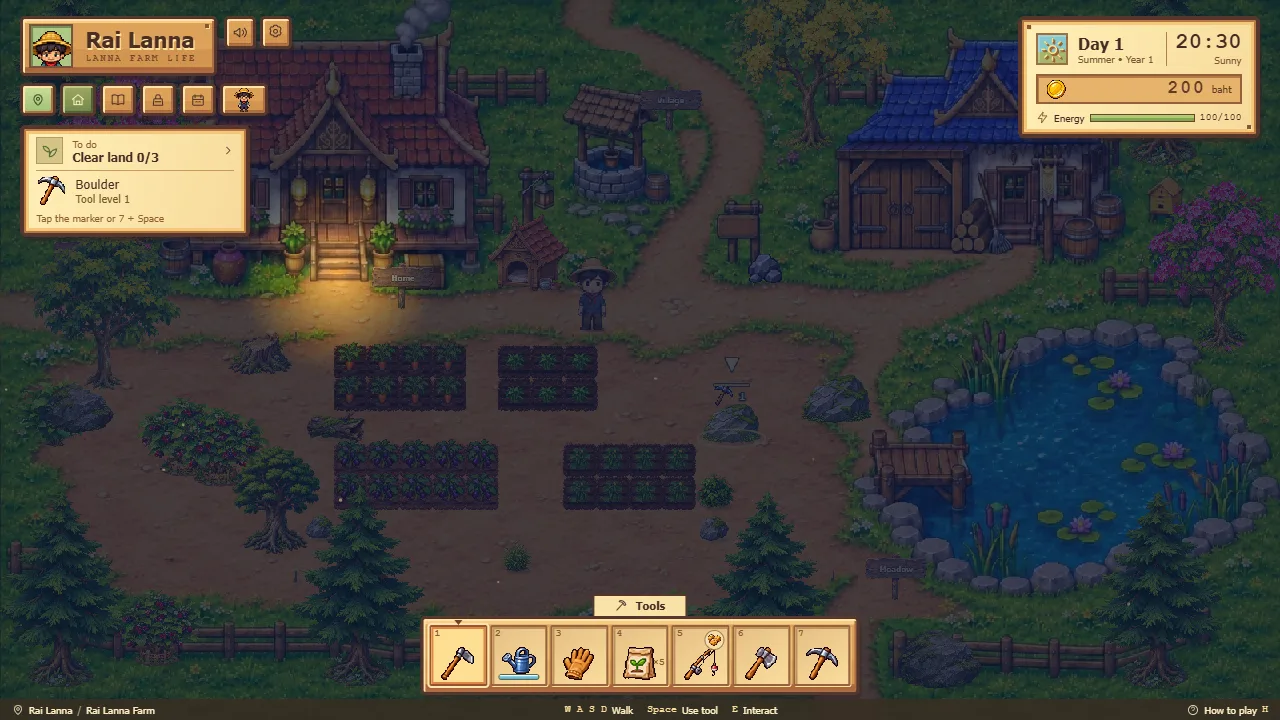 Rai Lanna
LANNA FARM LIFE
Day 1
Summer • Year 1
20:30
Sunny
200 baht
Energy 100/100
To do
Clear land 0/3
Boulder
Tool level 1
Tap the marker or 7 + Space
Village
Home
1
Meadow
Tools
1 2 3 4 5 6 7
×5
Rai Lanna / Rai Lanna Farm
W A S D Walk Space Use tool E Interact
How to play H